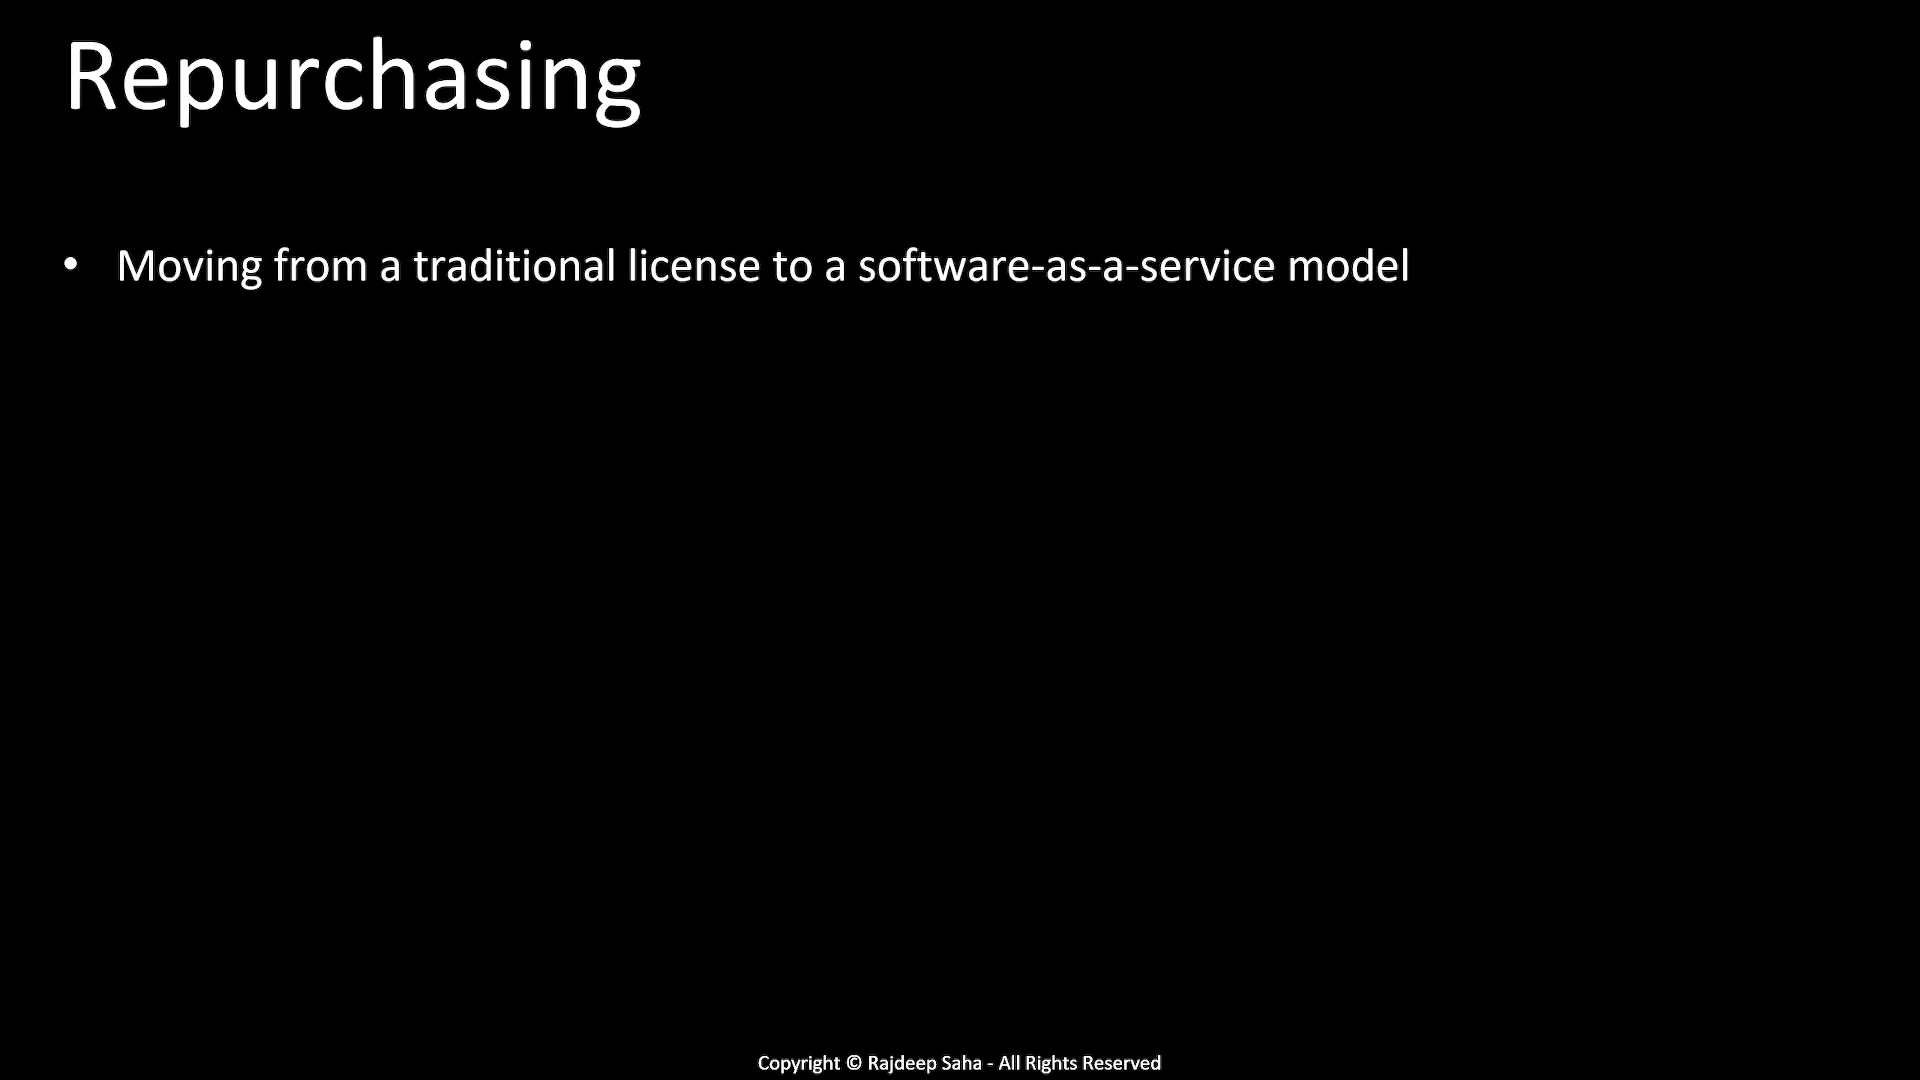 Repurchasing
• Moving from a traditional license to a software-as-a-service model
Copyright © Rajdeep Saha - All Rights Reserved